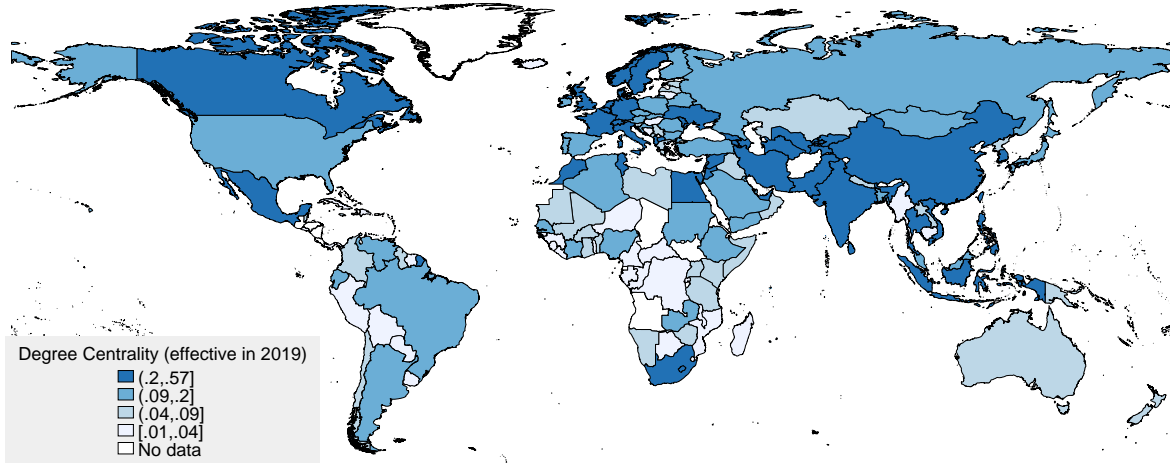 Degree Centrality (effective in 2019)
(.2,.57]
(.09,.2]
(.04,.09]
[.01,.04]
No data